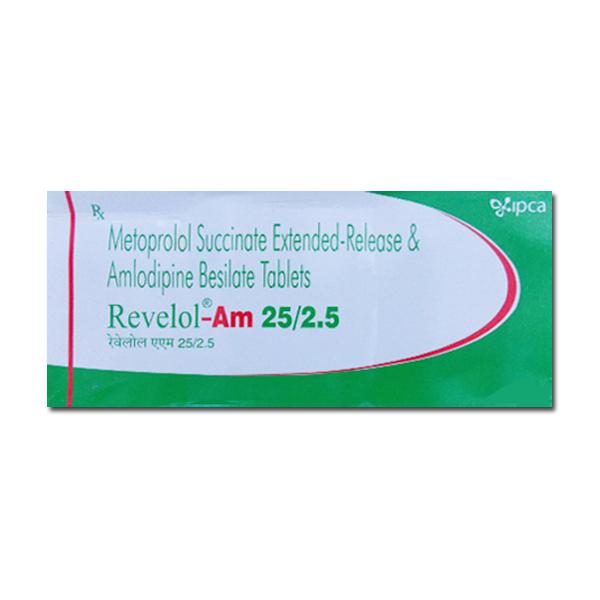 ipca
Rx
Metoprolol Succinate Extended-Release &
Amlodipine Besilate Tablets
Revelol®-Am 25/2.5
रेवेलोल एएम 25/2.5